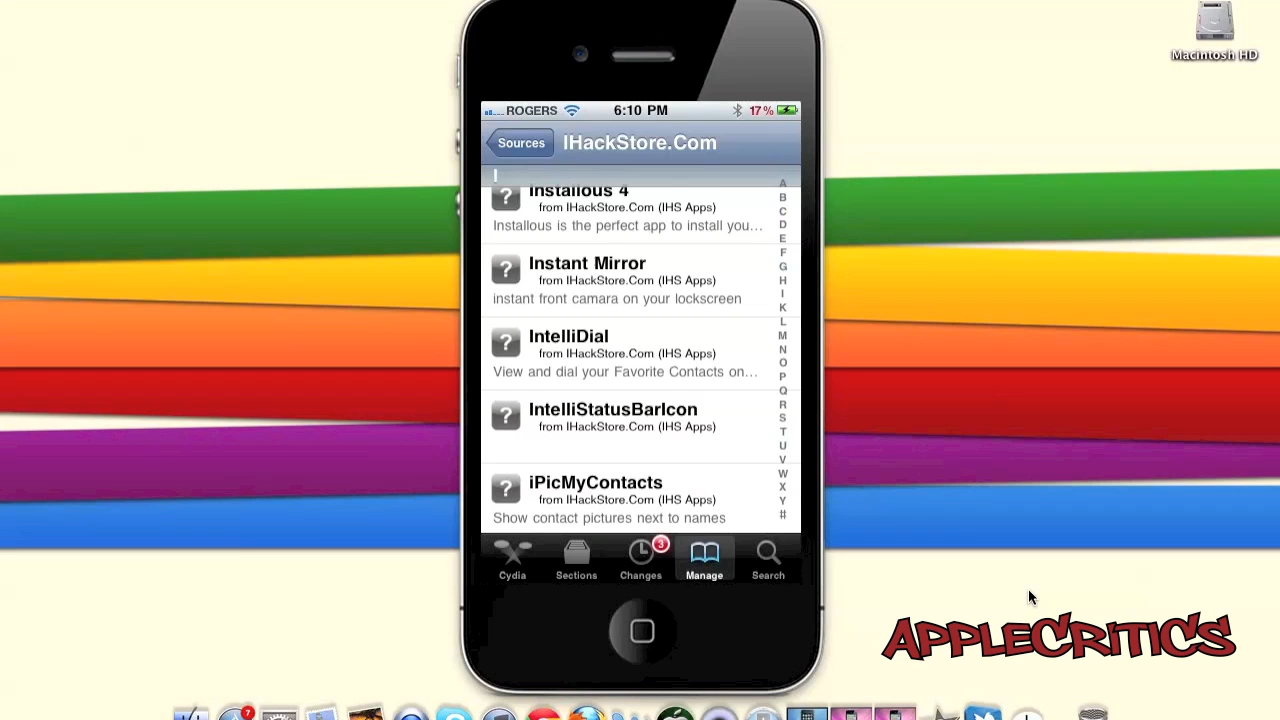 Macintosh HD
ROGERS 6:10 PM 17%
Sources IHackStore.Com
I
Installous 4
from IHackStore.Com (IHS Apps)
Installous is the perfect app to install you...
Instant Mirror
from IHackStore.Com (IHS Apps)
instant front camara on your lockscreen
IntelliDial
from IHackStore.Com (IHS Apps)
View and dial your Favorite Contacts on...
IntelliStatusBarIcon
from IHackStore.Com (IHS Apps)
iPicMyContacts
from IHackStore.Com (IHS Apps)
Show contact pictures next to names
A
B
C
D
E
F
G
H
I
K
L
M
N
O
P
Q
R
S
T
U
V
W
X
Y
#
3
Cydia Sections Changes Manage Search
APPLECRITICS
7